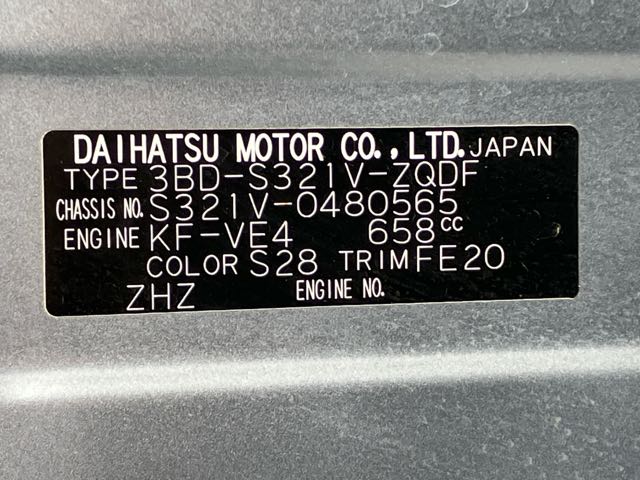 DAIHATSU MOTOR CO.,LTD. JAPAN
TYPE 3BD-S321V-ZQDF
CHASSIS NO. S321V-0480565
ENGINE KF-VE4 658cc
COLOR S28 TRIM FE20
ZHZ ENGINE NO.